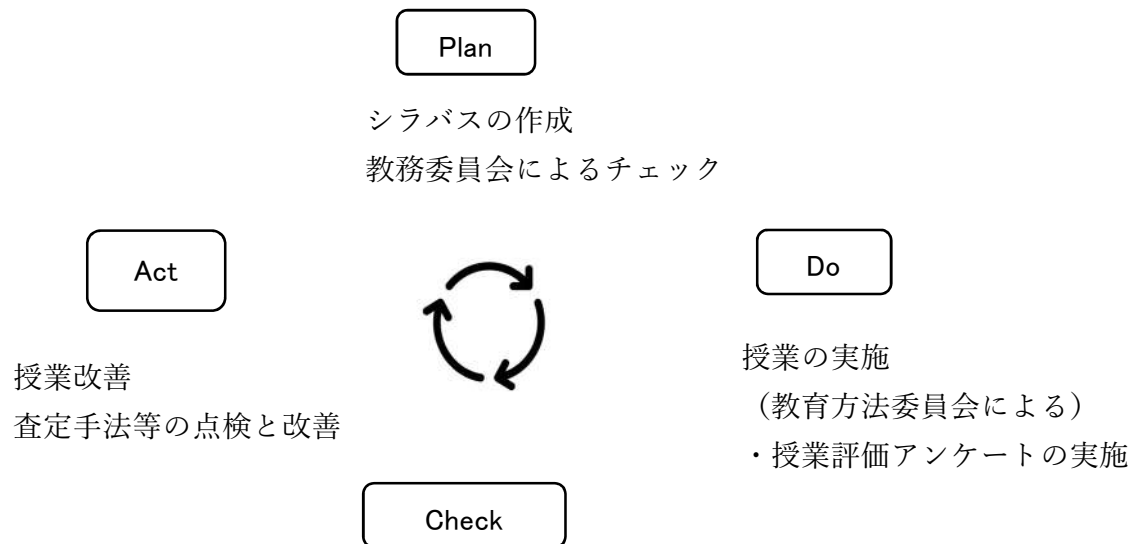 Plan
シラバスの作成
教務委員会によるチェック
Act
授業改善
査定手法等の点検と改善
Do
授業の実施
（教育方法委員会による）
・授業評価アンケートの実施
Check